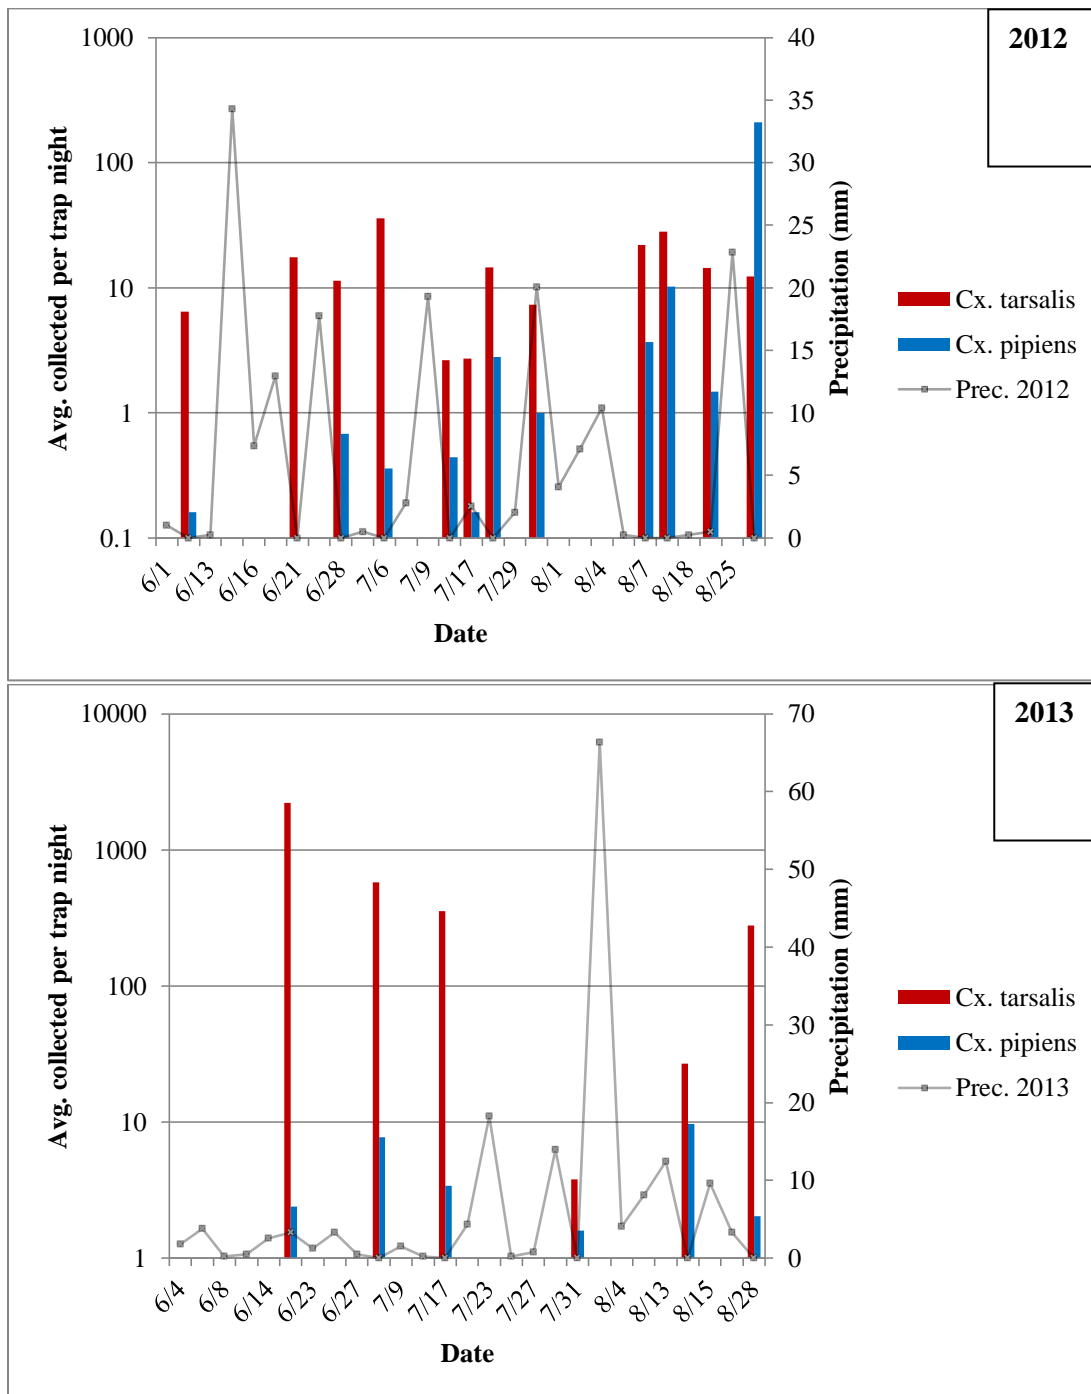 2012
1000
100
10
1
0.1
Avg. collected per trap night
40
35
30
25
20
15
10
5
0
Precipitation (mm)
Cx. tarsalis
Cx. pipiens
Prec. 2012
6/1 6/13 6/16 6/21 6/28 7/6 7/9 7/17 7/29 8/1 8/4 8/7 8/18 8/25
Date
2013
10000
1000
100
10
1
Avg. collected per trap night
70
60
50
40
30
20
10
0
Precipitation (mm)
Cx. tarsalis
Cx. pipiens
Prec. 2013
6/4 6/8 6/14 6/23 6/27 7/9 7/17 7/23 7/27 7/31 8/4 8/13 8/15 8/28
Date